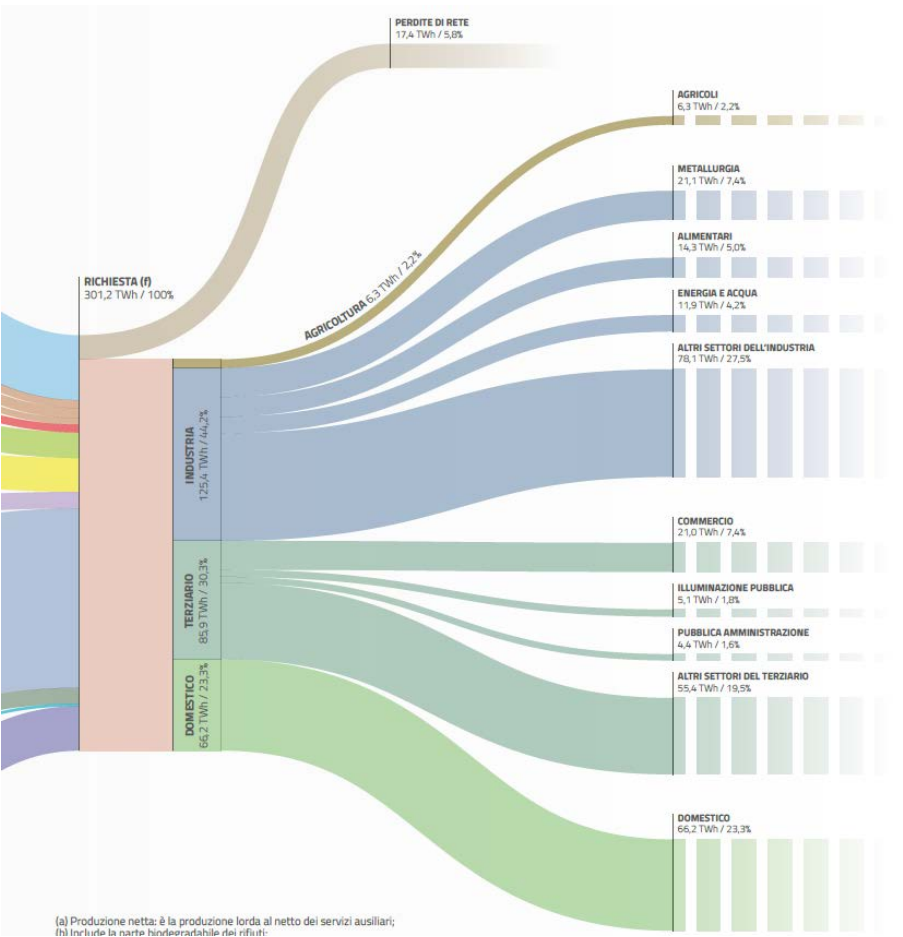 PERDITE DI RETE
17,4 TWh / 5,8%
AGRICOLI
6,3 TWh / 2,2%
METALLURGIA
21,1 TWh / 7,4%
ALIMENTARI
14,3 TWh / 5,0%
RICHIESTA (f)
301,2 TWh / 100%
AGRICOLTURA 6,3 TWh / 2,2%
ENERGIA E ACQUA
11,9 TWh / 4,2%
ALTRI SETTORI DELL'INDUSTRIA
78,1 TWh / 27,5%
INDUSTRIA
125,4 TWh / 44,2%
COMMERCIO
21,0 TWh / 7,4%
TERZIARIO
85,9 TWh / 30,3%
ILLUMINAZIONE PUBBLICA
5,1 TWh / 1,8%
PUBBLICA AMMINISTRAZIONE
4,4 TWh / 1,6%
ALTRI SETTORI DEL TERZIARIO
55,4 TWh / 19,5%
DOMESTICO
66,2 TWh / 23,3%
DOMESTICO
66,2 TWh / 23,3%
(a) Produzione netta: è la produzione lorda al netto dei servizi ausiliari;
(b) Include la parte biodegradabile dei rifiuti;